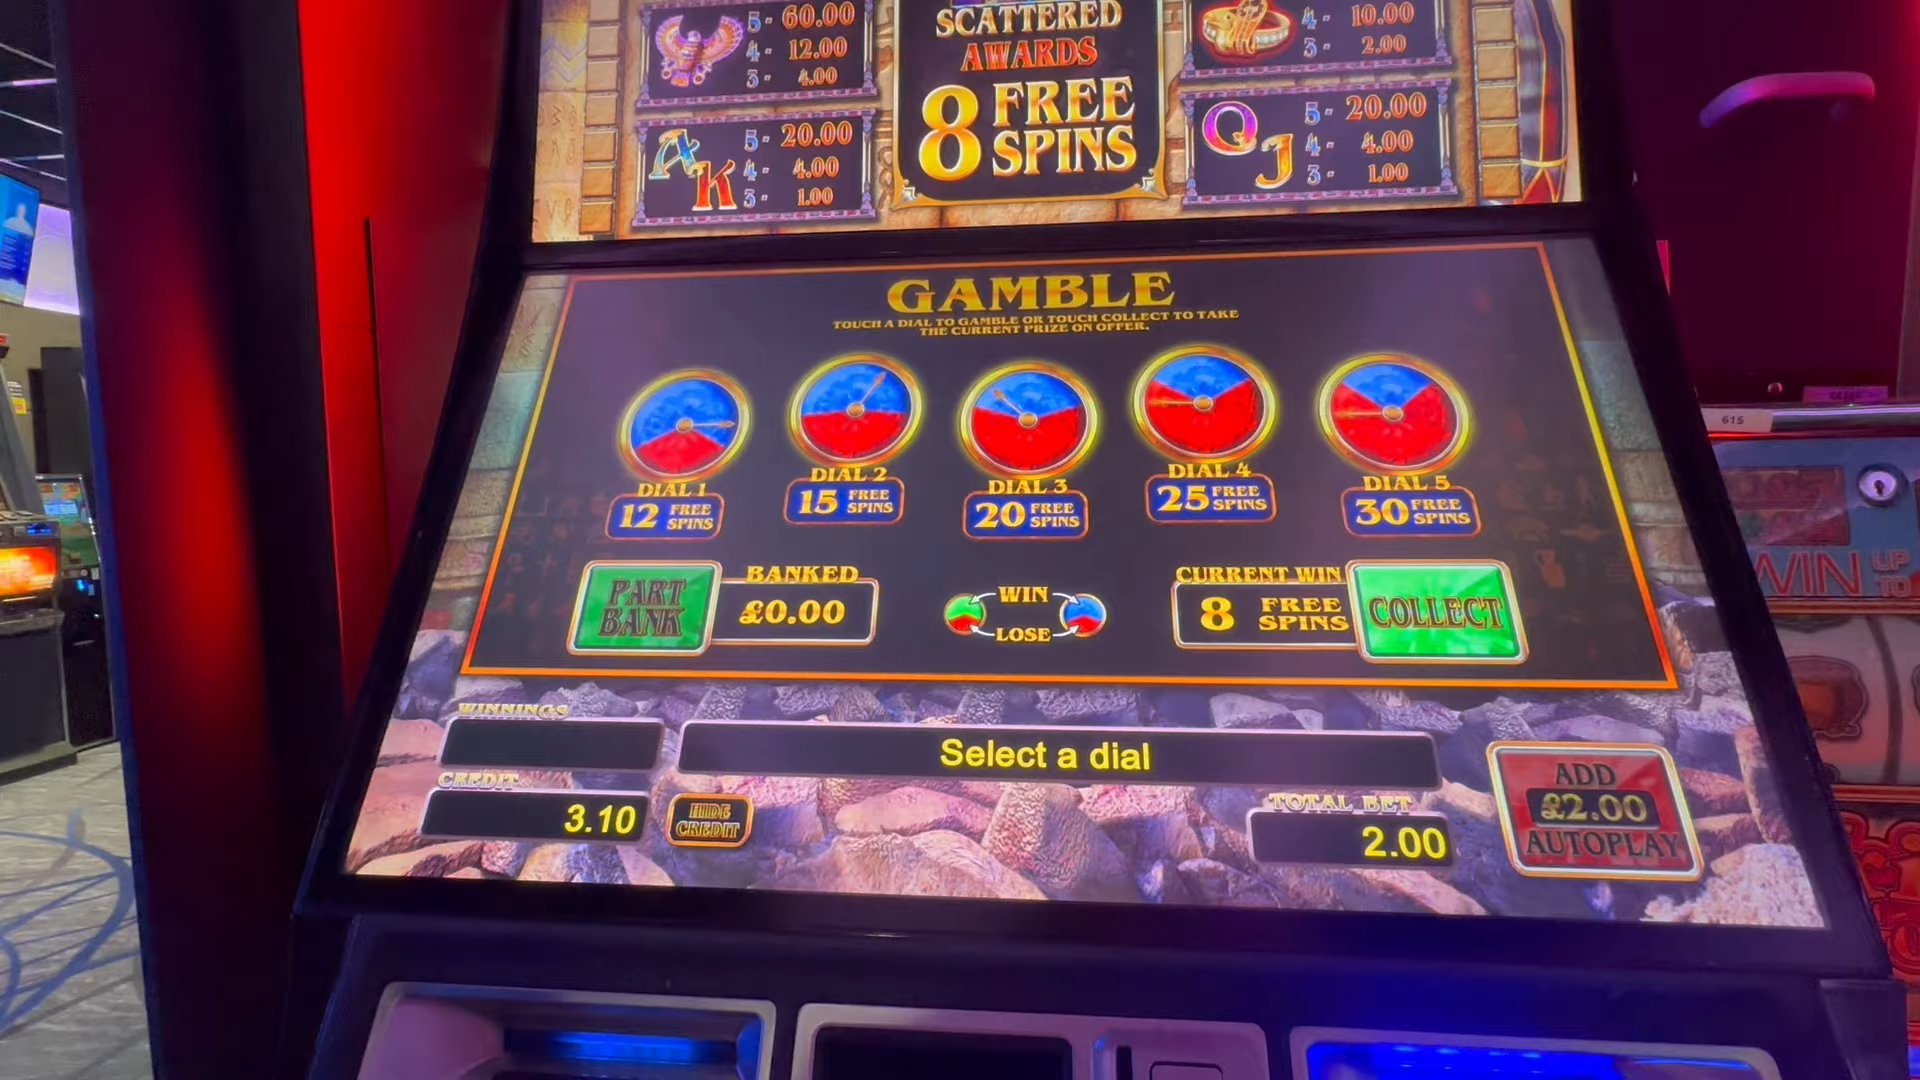 5- 60.00
4- 12.00
3- 4.00
SCATTERED
AWARDS
8 FREE
SPINS
4- 10.00
3- 2.00
A K
5- 20.00
4- 4.00
3- 1.00
Q J
5- 20.00
4- 4.00
3- 1.00
GAMBLE
TOUCH A DIAL TO GAMBLE OR TOUCH COLLECT TO TAKE
THE CURRENT PRIZE ON OFFER.
DIAL 1
12 FREE SPINS
DIAL 2
15 FREE SPINS
DIAL 3
20 FREE SPINS
DIAL 4
25 FREE SPINS
DIAL 5
30 FREE SPINS
PART
BANK
BANKED
£0.00
WIN
LOSE
CURRENT WIN
8 FREE SPINS
COLLECT
WINNINGS
Select a dial
CREDITS
3.10
HIDE
CREDIT
TOTAL BET
2.00
ADD
£2.00
AUTOPLAY
615
WIN UP TO